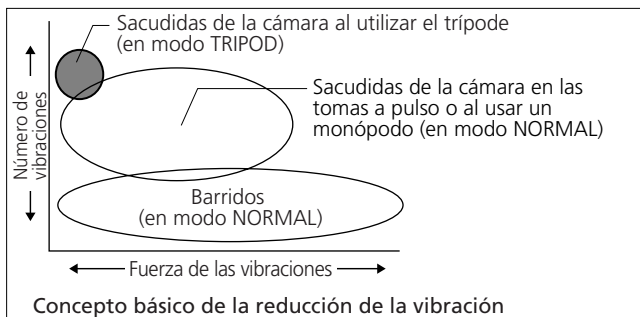 Sacudidas de la cámara al utilizar el trípode
(en modo TRIPOD)
Número de
vibraciones
Sacudidas de la cámara en las
tomas a pulso o al usar un
monópodo (en modo NORMAL)
Barridos
(en modo NORMAL)
Fuerza de las vibraciones
Concepto básico de la reducción de la vibración